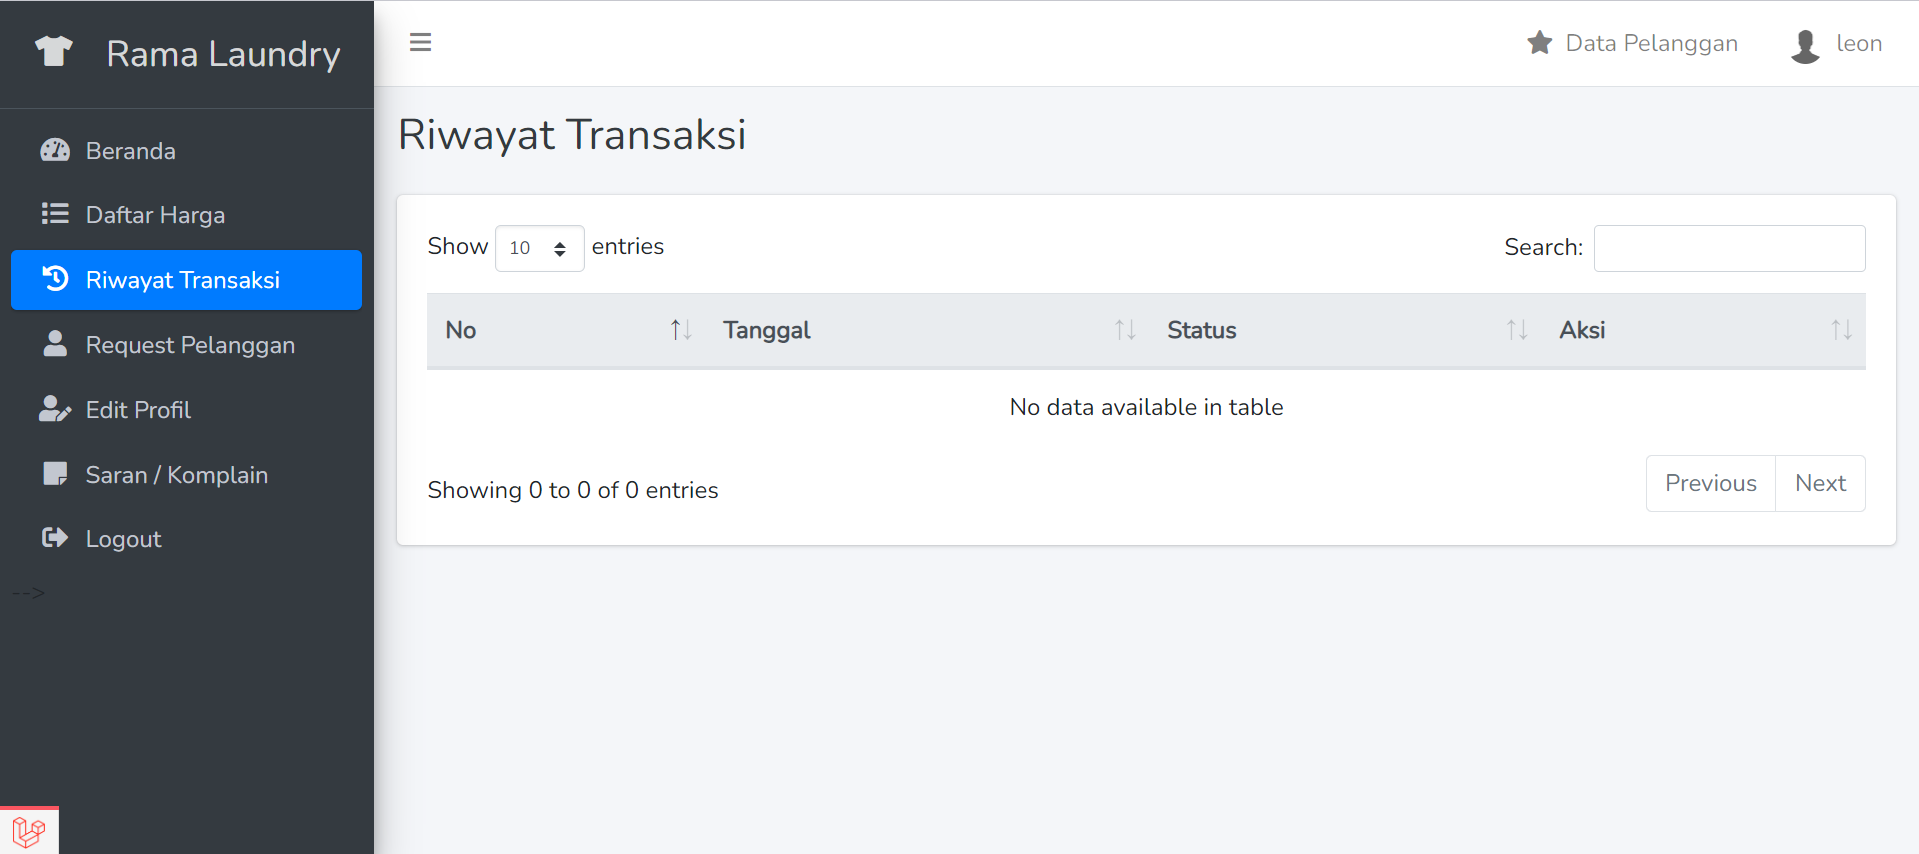 Rama Laundry
Data Pelanggan
leon
Beranda
Daftar Harga
Riwayat Transaksi
Request Pelanggan
Edit Profil
Saran / Komplain
Logout
-->
Riwayat Transaksi
Show 10 entries
Search:
No Tanggal Status Aksi
No data available in table
Showing 0 to 0 of 0 entries
Previous Next